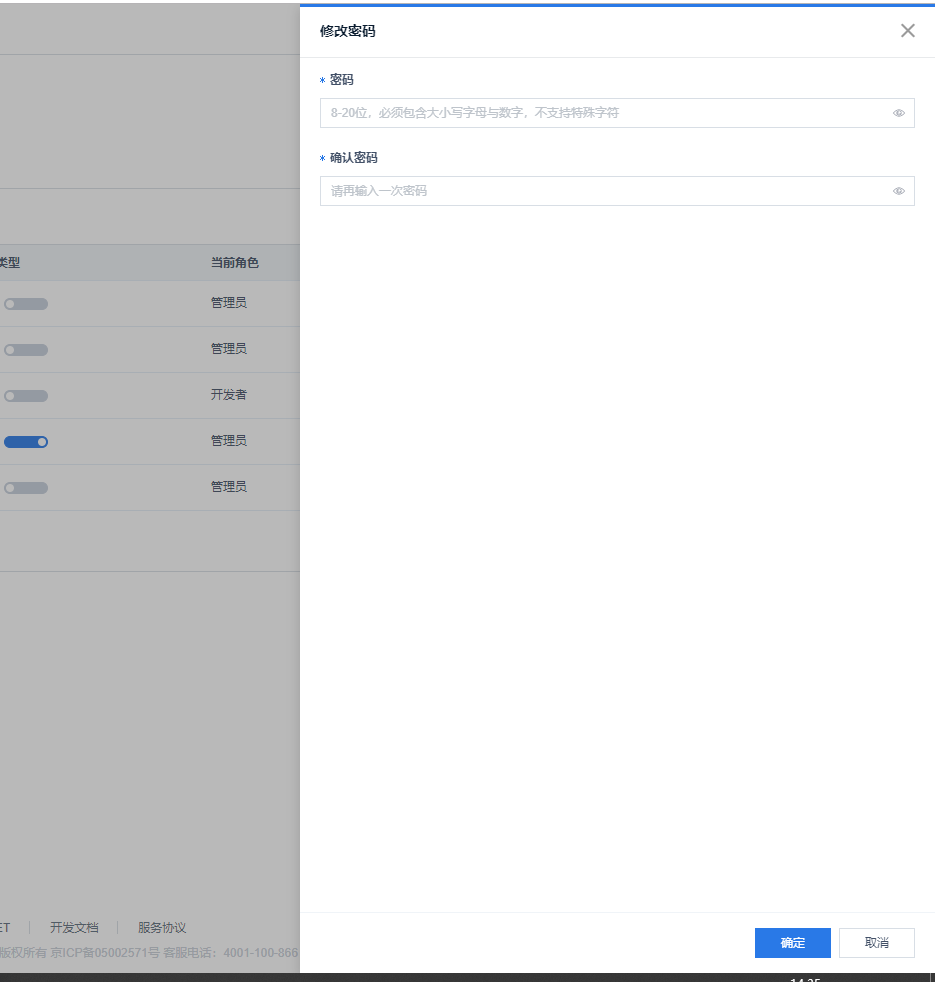 修改密码
* 密码
8-20位，必须包含大小写字母与数字，不支持特殊字符
* 确认密码
请再输入一次密码
类型 当前角色
管理员
管理员
开发者
管理员
管理员
ET 开发文档 服务协议
版权所有 京ICP备05002571号 客服电话：4001-100-866
确定 取消
14:35